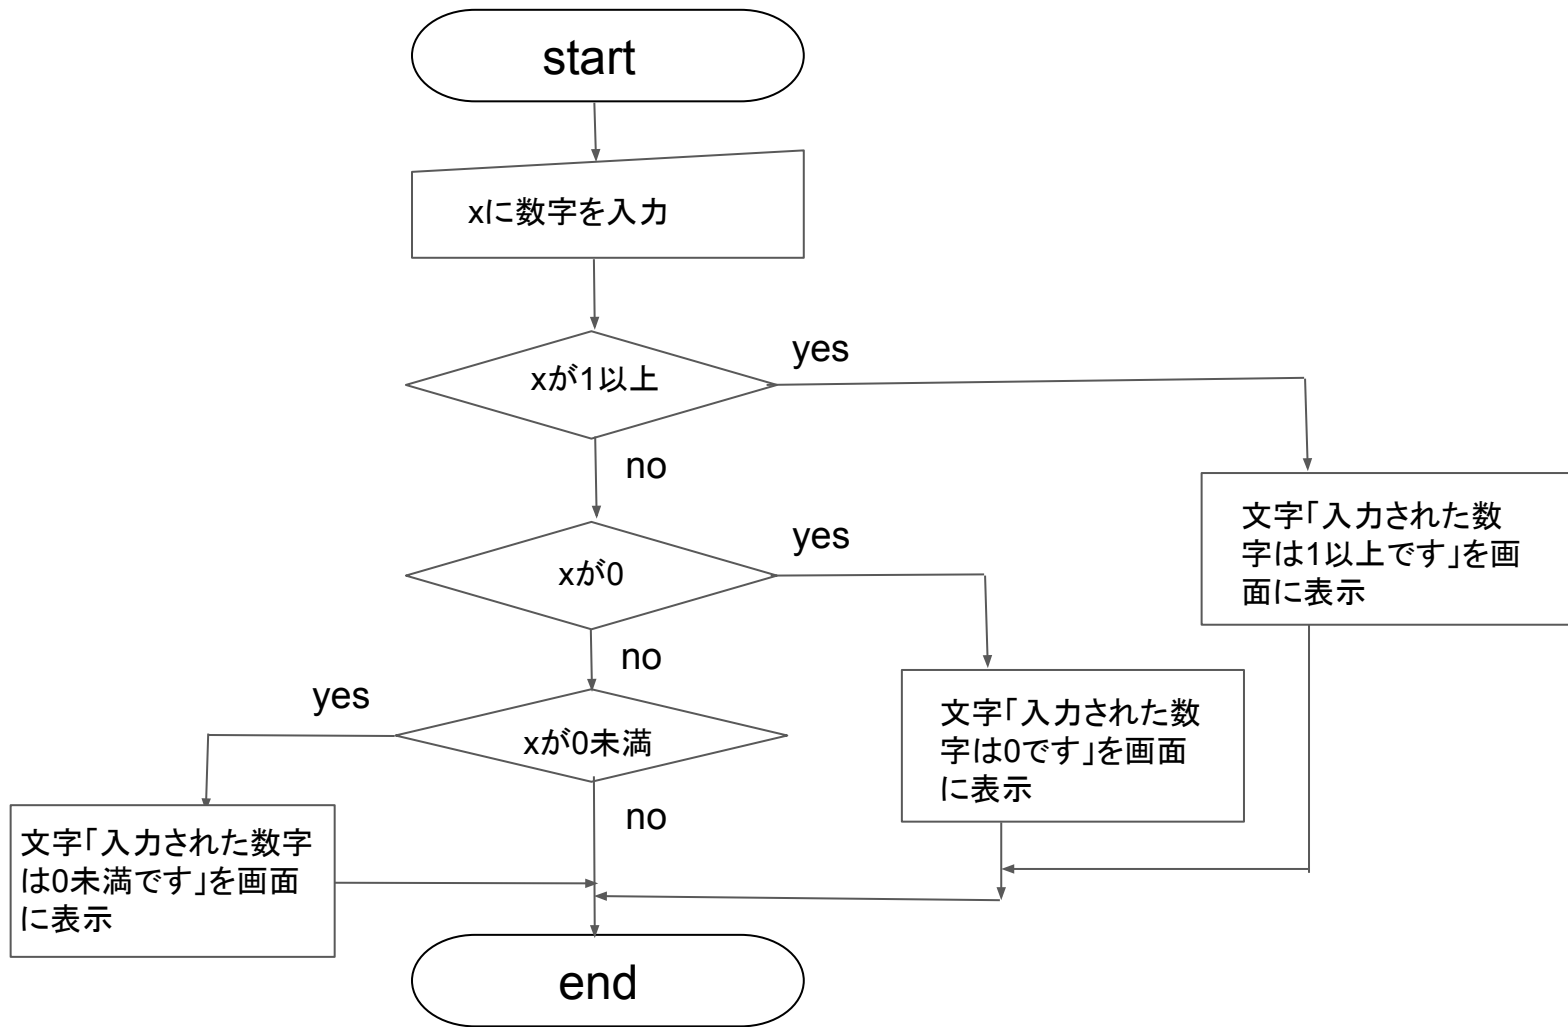 start
xに数字を入力
xが1以上
yes
no
文字「入力された数
字は1以上です」を画
面に表示
xが0
yes
no
文字「入力された数
字は0です」を画面
に表示
xが0未満
yes
no
文字「入力された数字
は0未満です」を画面
に表示
end